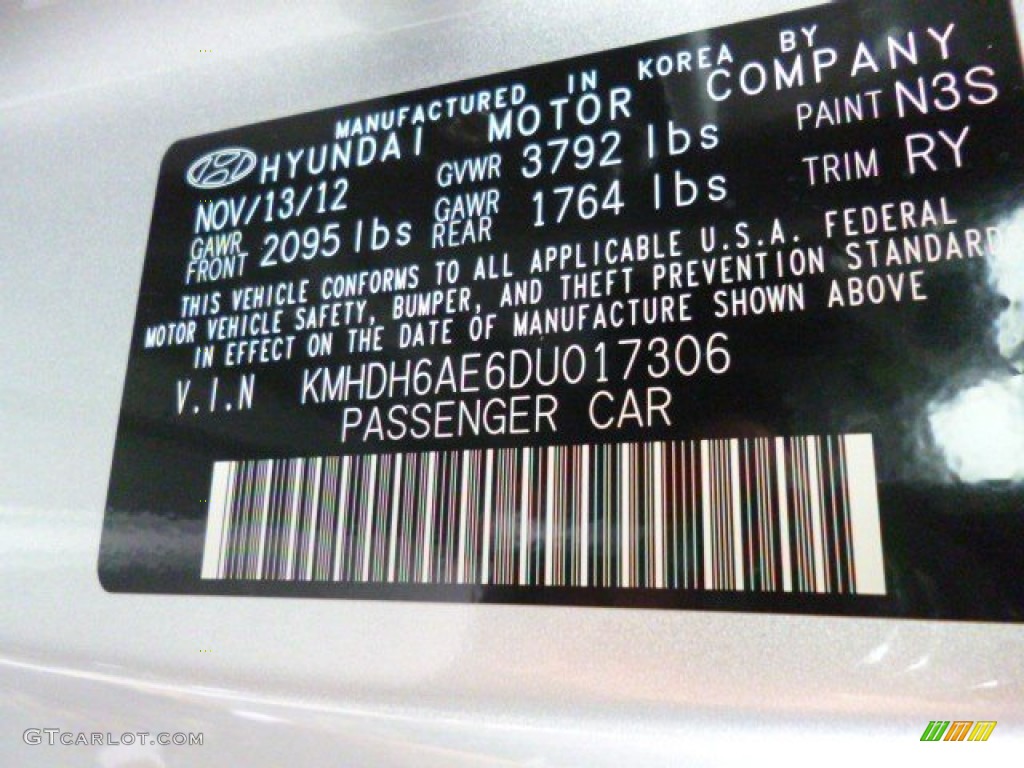 MANUFACTURED IN KOREA BY
HYUNDAI MOTOR COMPANY
NOV/13/12 GVWR 3792 lbs PAINT N3S
GAWR FRONT 2095 lbs GAWR REAR 1764 lbs TRIM RY
THIS VEHICLE CONFORMS TO ALL APPLICABLE U.S.A. FEDERAL
MOTOR VEHICLE SAFETY, BUMPER, AND THEFT PREVENTION STANDARD
IN EFFECT ON THE DATE OF MANUFACTURE SHOWN ABOVE
V.I.N KMHDH6AE6DU017306
PASSENGER CAR
GTCARLOT.COM